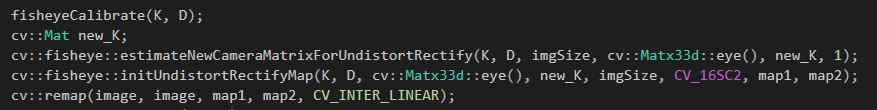 fisheyeCalibrate(K, D);
cv::Mat new_K;
cv::fisheye::estimateNewCameraMatrixForUndistortRectify(K, D, imgSize, cv::Matx33d::eye(), new_K, 1);
cv::fisheye::initUndistortRectifyMap(K, D, cv::Matx33d::eye(), new_K, imgSize, CV_16SC2, map1, map2);
cv::remap(image, image, map1, map2, CV_INTER_LINEAR);